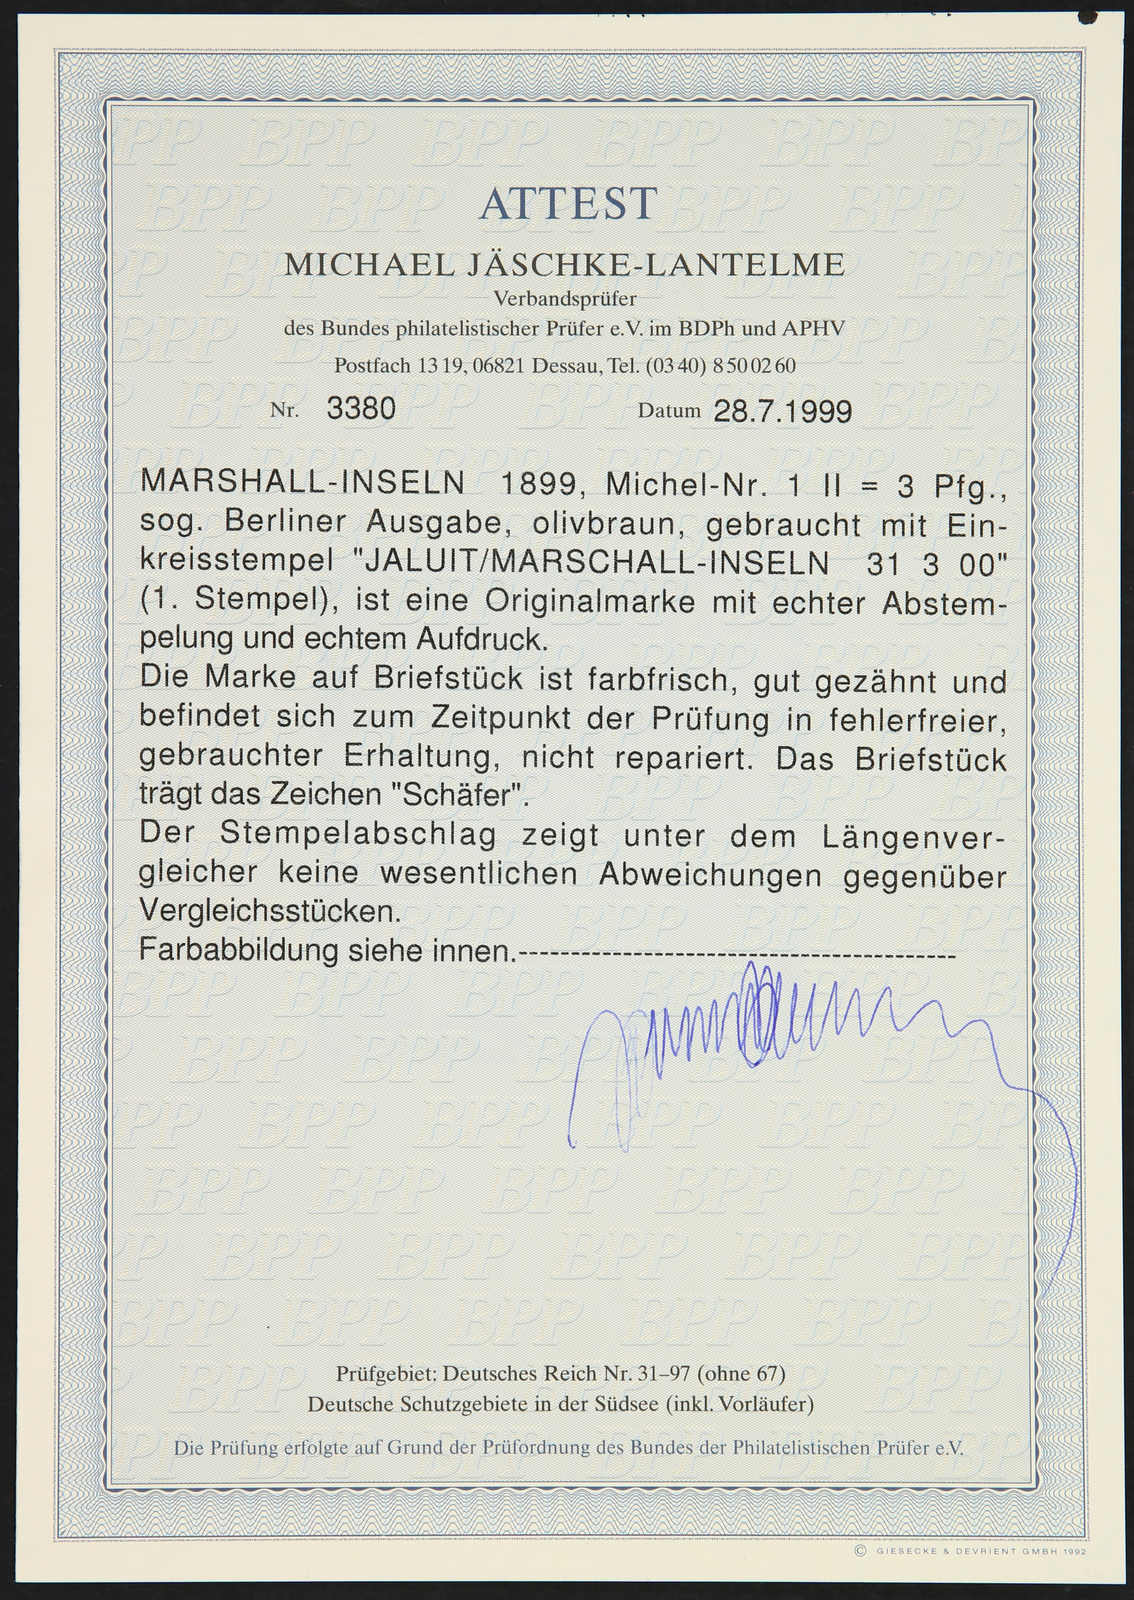 ATTEST
MICHAEL JÄSCHKE-LANTELME
Verbandsprüfer
des Bundes philatelistischer Prüfer e.V. im BDPh und APHV
Postfach 13 19, 06821 Dessau, Tel. (03 40) 8 50 02 60
Nr. 3380 Datum 28.7.1999
MARSHALL-INSELN 1899, Michel-Nr. 1 II = 3 Pfg.,
sog. Berliner Ausgabe, olivbraun, gebraucht mit Ein-
kreisstempel "JALUIT/MARSCHALL-INSELN 31 3 00"
(1. Stempel), ist eine Originalmarke mit echter Abstem-
pelung und echtem Aufdruck.
Die Marke auf Briefstück ist farbfrisch, gut gezähnt und
befindet sich zum Zeitpunkt der Prüfung in fehlerfreier,
gebrauchter Erhaltung, nicht repariert. Das Briefstück
trägt das Zeichen "Schäfer".
Der Stempelabschlag zeigt unter dem Längenver-
gleicher keine wesentlichen Abweichungen gegenüber
Vergleichsstücken.
Farbabbildung siehe innen.------------------------------------------
Prüfgebiet: Deutsches Reich Nr. 31–97 (ohne 67)
Deutsche Schutzgebiete in der Südsee (inkl. Vorläufer)
Die Prüfung erfolgte auf Grund der Prüfordnung des Bundes der Philatelistischen Prüfer e.V.
© GIESECKE & DEVRIENT GMBH 1992